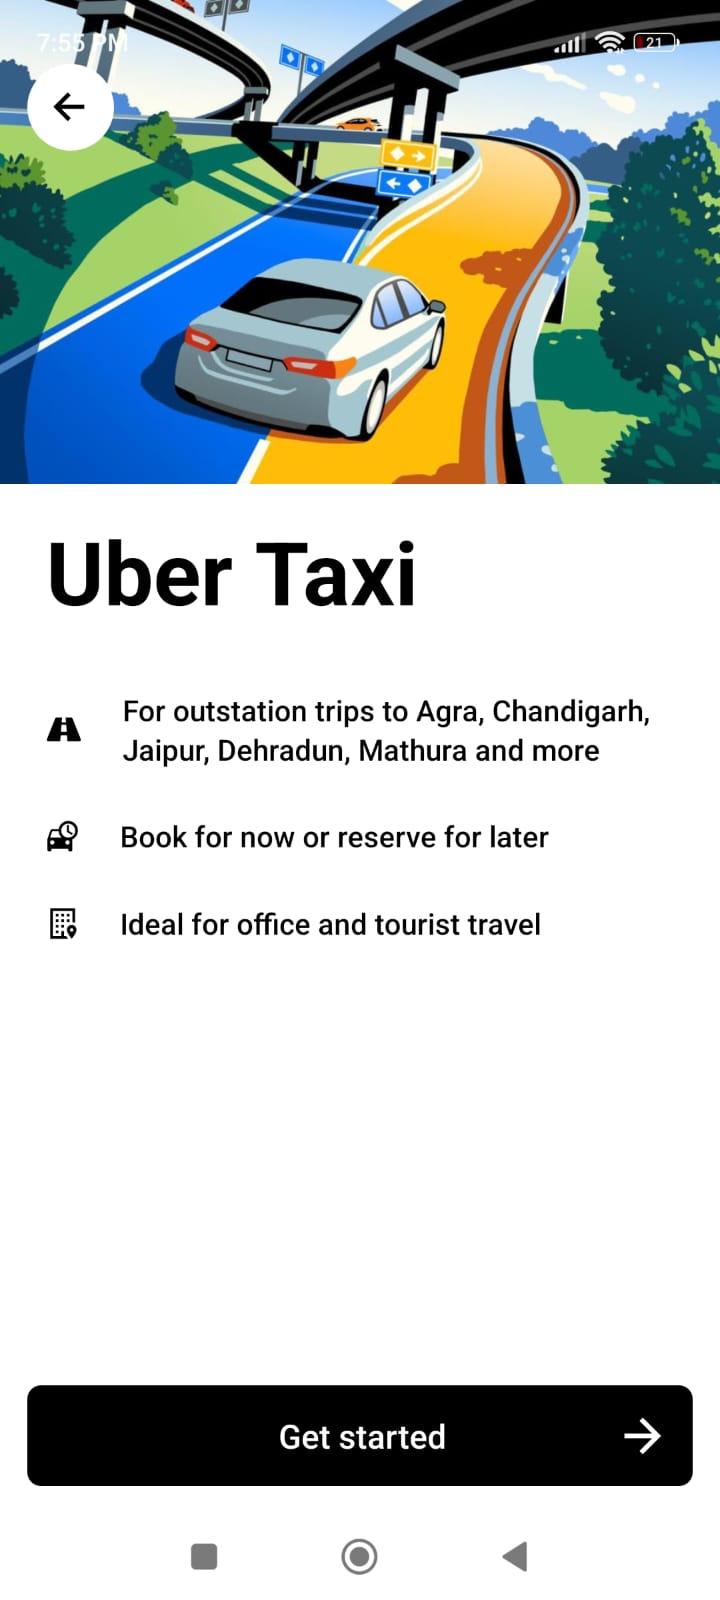 7:55 PM
21
Uber Taxi
For outstation trips to Agra, Chandigarh,
Jaipur, Dehradun, Mathura and more
Book for now or reserve for later
Ideal for office and tourist travel
Get started